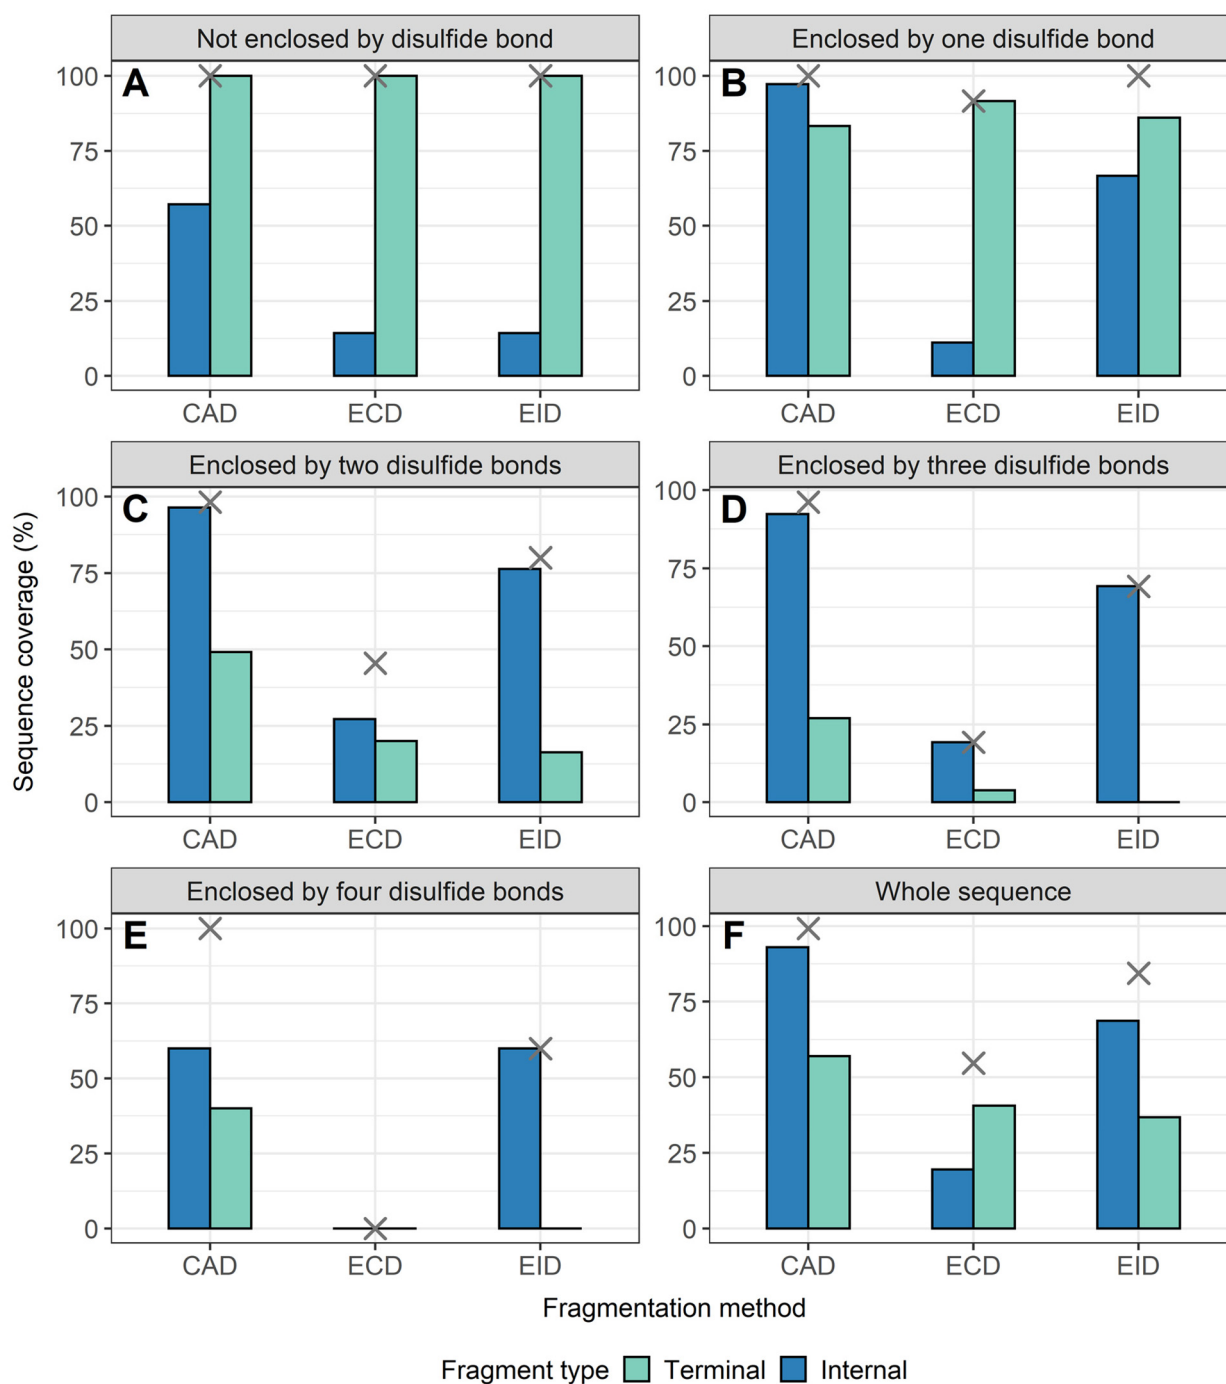 Not enclosed by disulfide bond
Enclosed by one disulfide bond
A
100
75
50
25
0
CAD ECD EID
B
100
75
50
25
0
CAD ECD EID
Enclosed by two disulfide bonds
Enclosed by three disulfide bonds
C
100
75
50
25
0
CAD ECD EID
D
100
75
50
25
0
CAD ECD EID
Sequence coverage (%)
Enclosed by four disulfide bonds
Whole sequence
E
100
75
50
25
0
CAD ECD EID
F
100
75
50
25
0
CAD ECD EID
Fragmentation method
Fragment type Terminal Internal